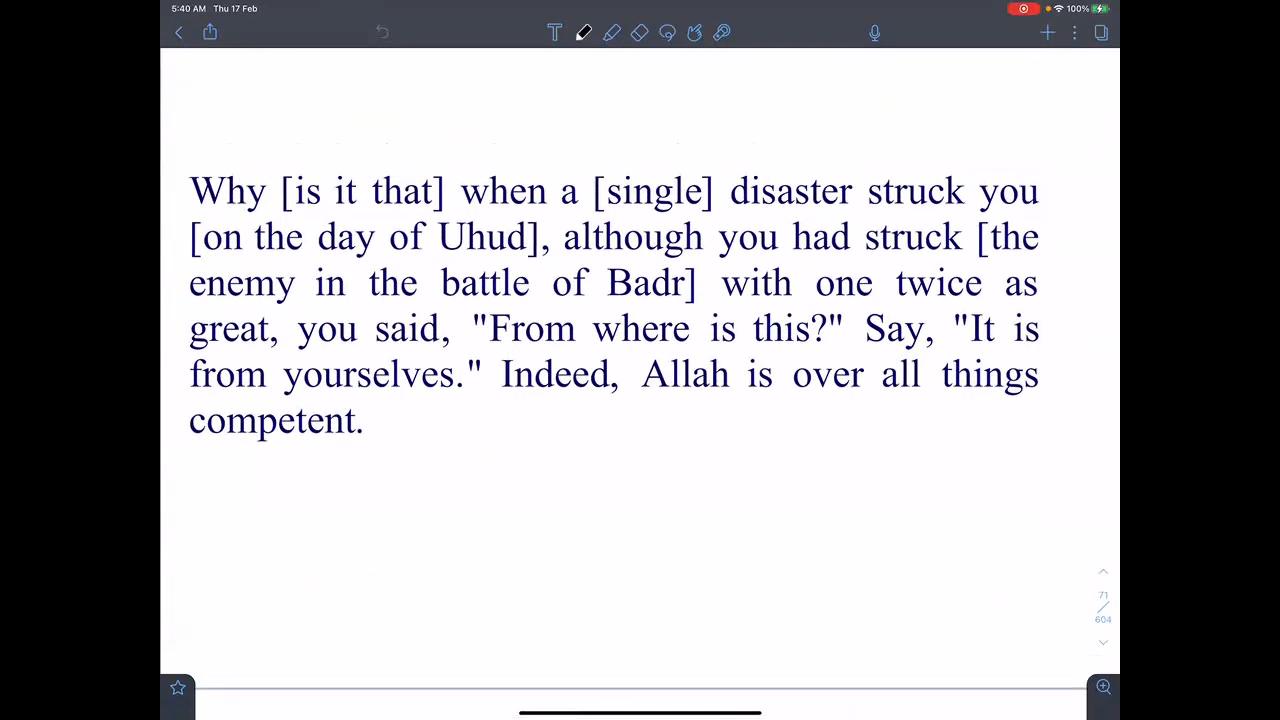 5:40 AM Thu 17 Feb
100%
T
Why [is it that] when a [single] disaster struck you
[on the day of Uhud], although you had struck [the
enemy in the battle of Badr] with one twice as
great, you said, "From where is this?" Say, "It is
from yourselves." Indeed, Allah is over all things
competent.
71
604